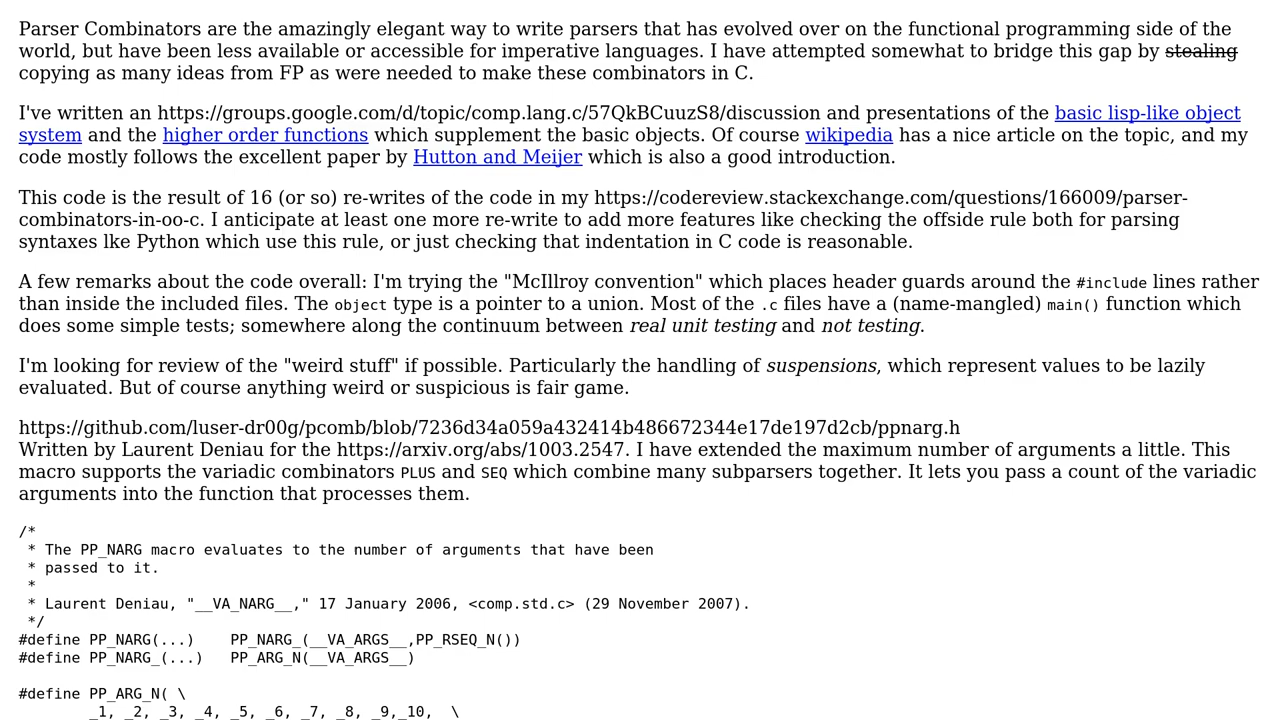 Parser Combinators are the amazingly elegant way to write parsers that has evolved over on the functional programming side of the
world, but have been less available or accessible for imperative languages. I have attempted somewhat to bridge this gap by stealing
copying as many ideas from FP as were needed to make these combinators in C.
I've written an https://groups.google.com/d/topic/comp.lang.c/57QkBCuuzS8/discussion and presentations of the basic lisp-like object
system and the higher order functions which supplement the basic objects. Of course wikipedia has a nice article on the topic, and my
code mostly follows the excellent paper by Hutton and Meijer which is also a good introduction.
This code is the result of 16 (or so) re-writes of the code in my https://codereview.stackexchange.com/questions/166009/parser-
combinators-in-oo-c. I anticipate at least one more re-write to add more features like checking the offside rule both for parsing
syntaxes lke Python which use this rule, or just checking that indentation in C code is reasonable.
A few remarks about the code overall: I'm trying the "McIllroy convention" which places header guards around the #include lines rather
than inside the included files. The object type is a pointer to a union. Most of the .c files have a (name-mangled) main() function which
does some simple tests; somewhere along the continuum between real unit testing and not testing.
I'm looking for review of the "weird stuff" if possible. Particularly the handling of suspensions, which represent values to be lazily
evaluated. But of course anything weird or suspicious is fair game.
https://github.com/luser-dr00g/pcomb/blob/7236d34a059a432414b486672344e17de197d2cb/ppnarg.h
Written by Laurent Deniau for the https://arxiv.org/abs/1003.2547. I have extended the maximum number of arguments a little. This
macro supports the variadic combinators PLUS and SEQ which combine many subparsers together. It lets you pass a count of the variadic
arguments into the function that processes them.
/*
 * The PP_NARG macro evaluates to the number of arguments that have been
 * passed to it.
 *
 * Laurent Deniau, "__VA_NARG__," 17 January 2006, <comp.std.c> (29 November 2007).
 */
#define PP_NARG(...)    PP_NARG_(__VA_ARGS__,PP_RSEQ_N())
#define PP_NARG_(...)   PP_ARG_N(__VA_ARGS__)
#define PP_ARG_N( \
        _1, _2, _3, _4, _5, _6, _7, _8, _9,_10,  \